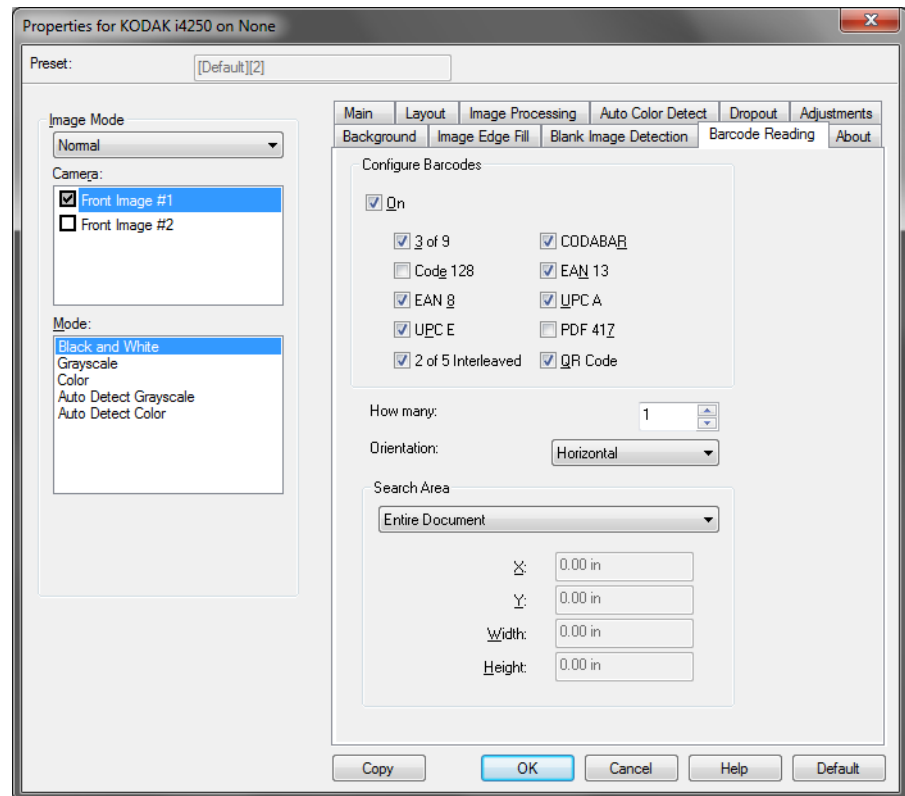 Properties for KODAK i4250 on None
Preset: [Default][2]
Image Mode
Normal
Camera:
Front Image #1
Front Image #2
Mode:
Black and White
Grayscale
Color
Auto Detect Grayscale
Auto Detect Color
Main Layout Image Processing Auto Color Detect Dropout Adjustments
Background Image Edge Fill Blank Image Detection Barcode Reading About
Configure Barcodes
On
3 of 9 CODABAR
Code 128 EAN 13
EAN 8 UPC A
UPC E PDF 417
2 of 5 Interleaved QR Code
How many: 1
Orientation: Horizontal
Search Area
Entire Document
X: 0.00 in
Y: 0.00 in
Width: 0.00 in
Height: 0.00 in
Copy OK Cancel Help Default